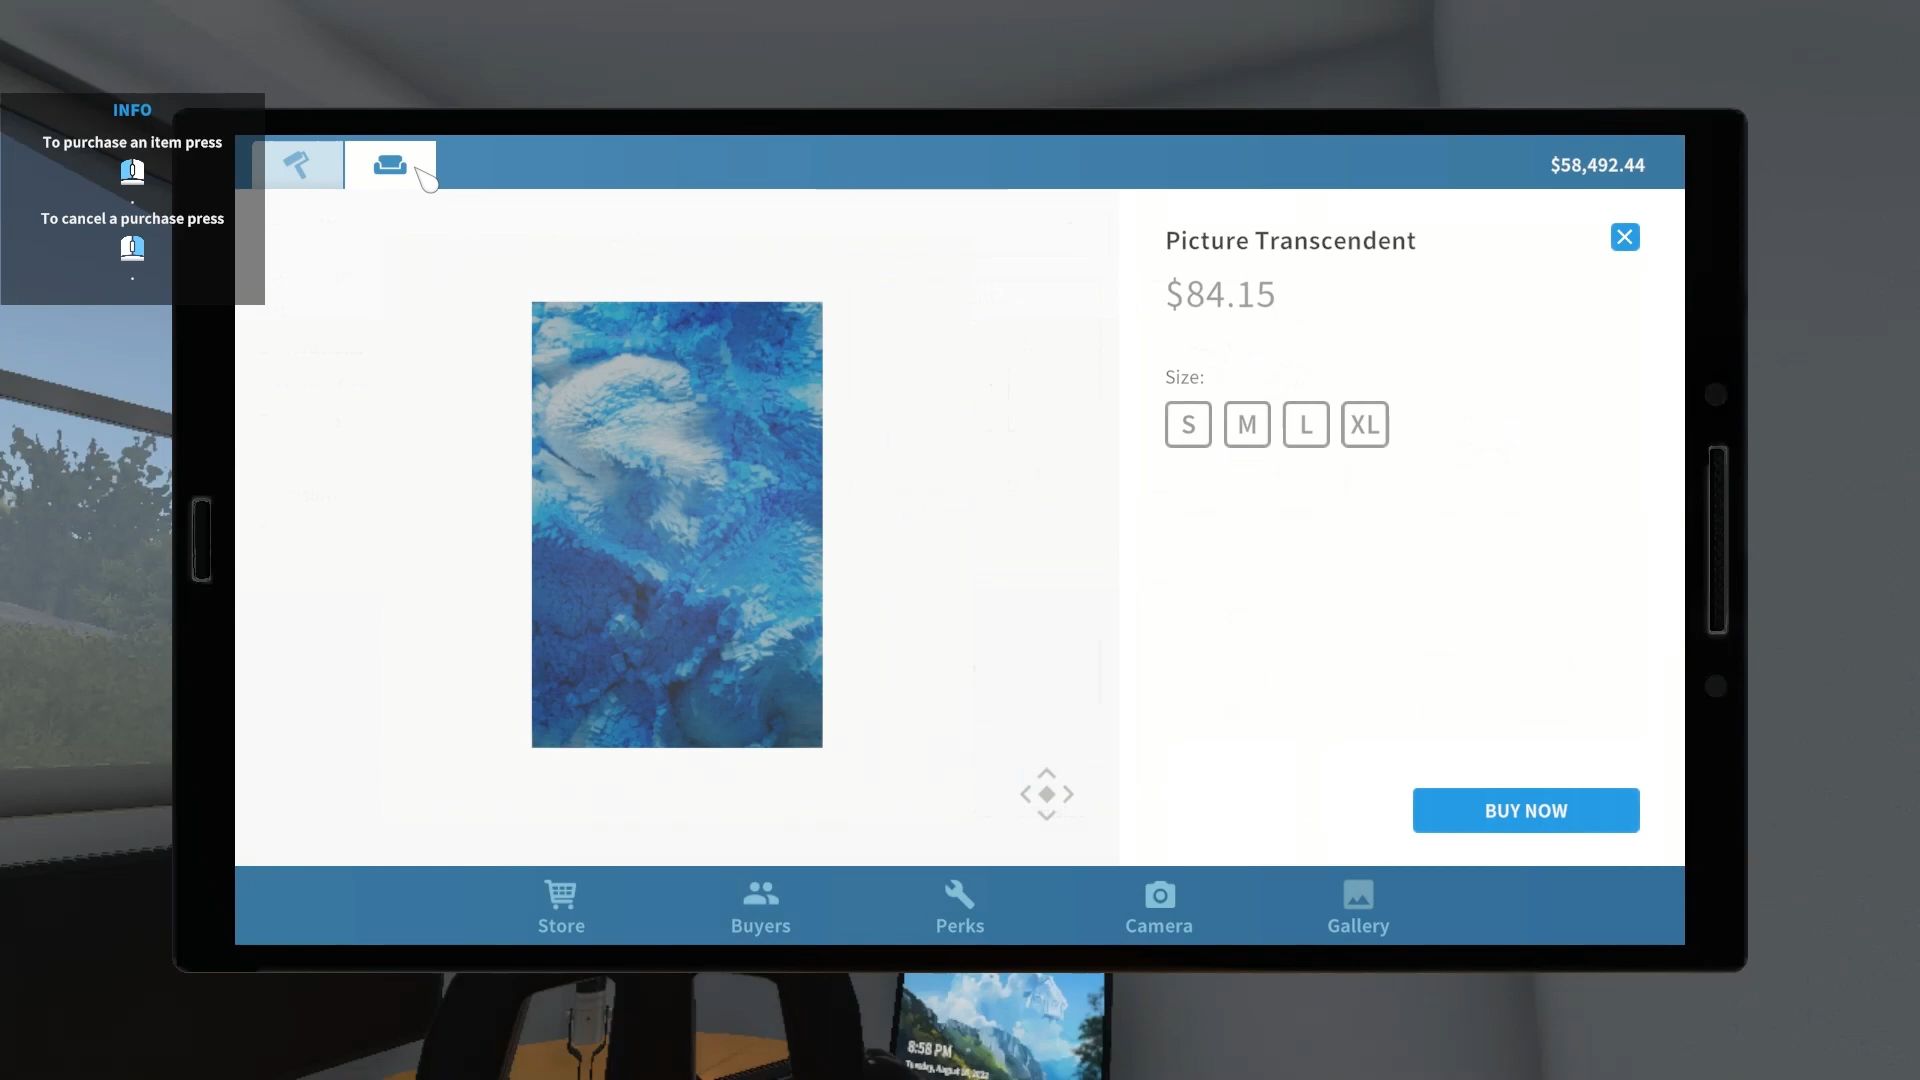 INFO
To purchase an item press
.
To cancel a purchase press
.
$58,492.44
Picture Transcendent
$84.15
Size:
S M L XL
BUY NOW
Store Buyers Perks Camera Gallery
8:58 PM